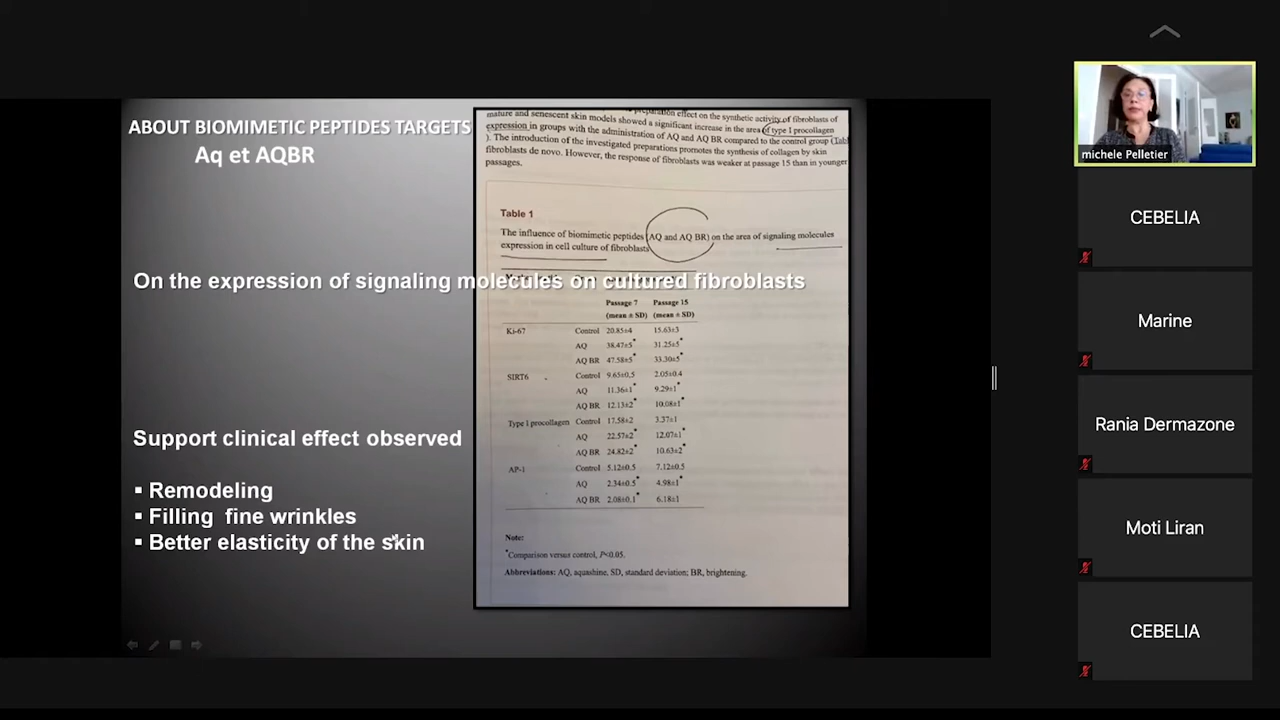 ABOUT BIOMIMETIC PEPTIDES TARGETS
Aq et AQBR
On the expression of signaling molecules on cultured fibroblasts
Support clinical effect observed
▪ Remodeling
▪ Filling fine wrinkles
▪ Better elasticity of the skin
preparation effect on the synthetic activity of fibroblasts of
mature and senescent skin models showed a significant increase in the area of type I procollagen
expression in groups with the administration of AQ and AQ BR compared to the control group (Tabl
). The introduction of the investigated preparations promotes the synthesis of collagen by skin
fibroblasts de novo. However, the response of fibroblasts was weaker at passage 15 than in younger
passages.
Table 1
The influence of biomimetic peptides (AQ and AQ BR) on the area of signaling molecules
expression in cell culture of fibroblasts
Passage 7 Passage 15
(mean ± SD) (mean ± SD)
Ki-67 Control 20.85±4 15.63±3
AQ 38.47±5* 31.25±5*
AQ BR 47.58±5* 33.30±5*
SIRT6 Control 9.65±0.5 2.05±0.4
AQ 11.36±1* 9.29±1*
AQ BR 12.13±2* 10.08±1*
Type I procollagen Control 17.58±2 3.37±1
AQ 22.57±2* 12.07±1*
AQ BR 24.82±2* 10.63±2*
AP-1 Control 5.12±0.5 7.12±0.5
AQ 2.34±0.5* 4.98±1*
AQ BR 2.08±0.1* 6.18±1
Note:
*Comparison versus control, P<0.05.
Abbreviations: AQ, aquashine, SD, standard deviation; BR, brightening.
michele Pelletier
CEBELIA
Marine
Rania Dermazone
Moti Liran
CEBELIA